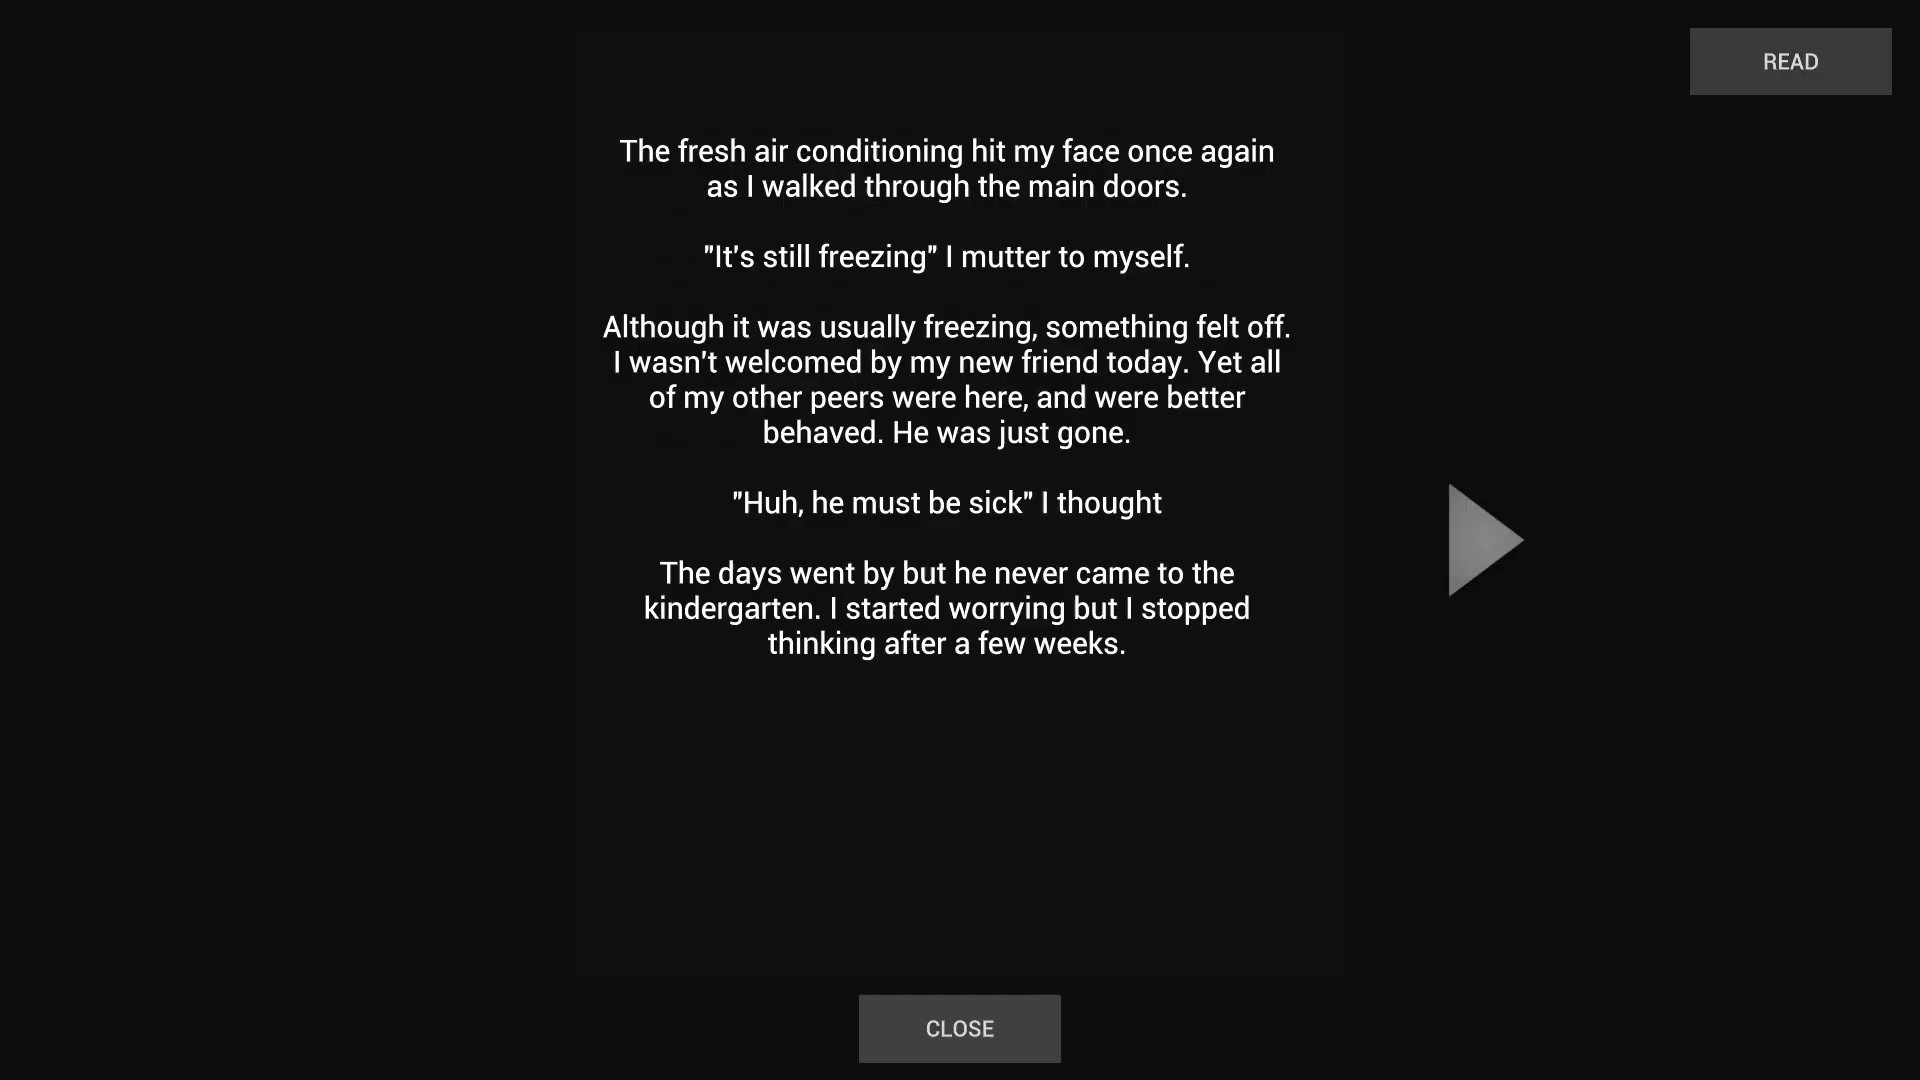 READ
The fresh air conditioning hit my face once again
as I walked through the main doors.
"It's still freezing" I mutter to myself.
Although it was usually freezing, something felt off.
I wasn't welcomed by my new friend today. Yet all
of my other peers were here, and were better
behaved. He was just gone.
"Huh, he must be sick" I thought
The days went by but he never came to the
kindergarten. I started worrying but I stopped
thinking after a few weeks.
CLOSE